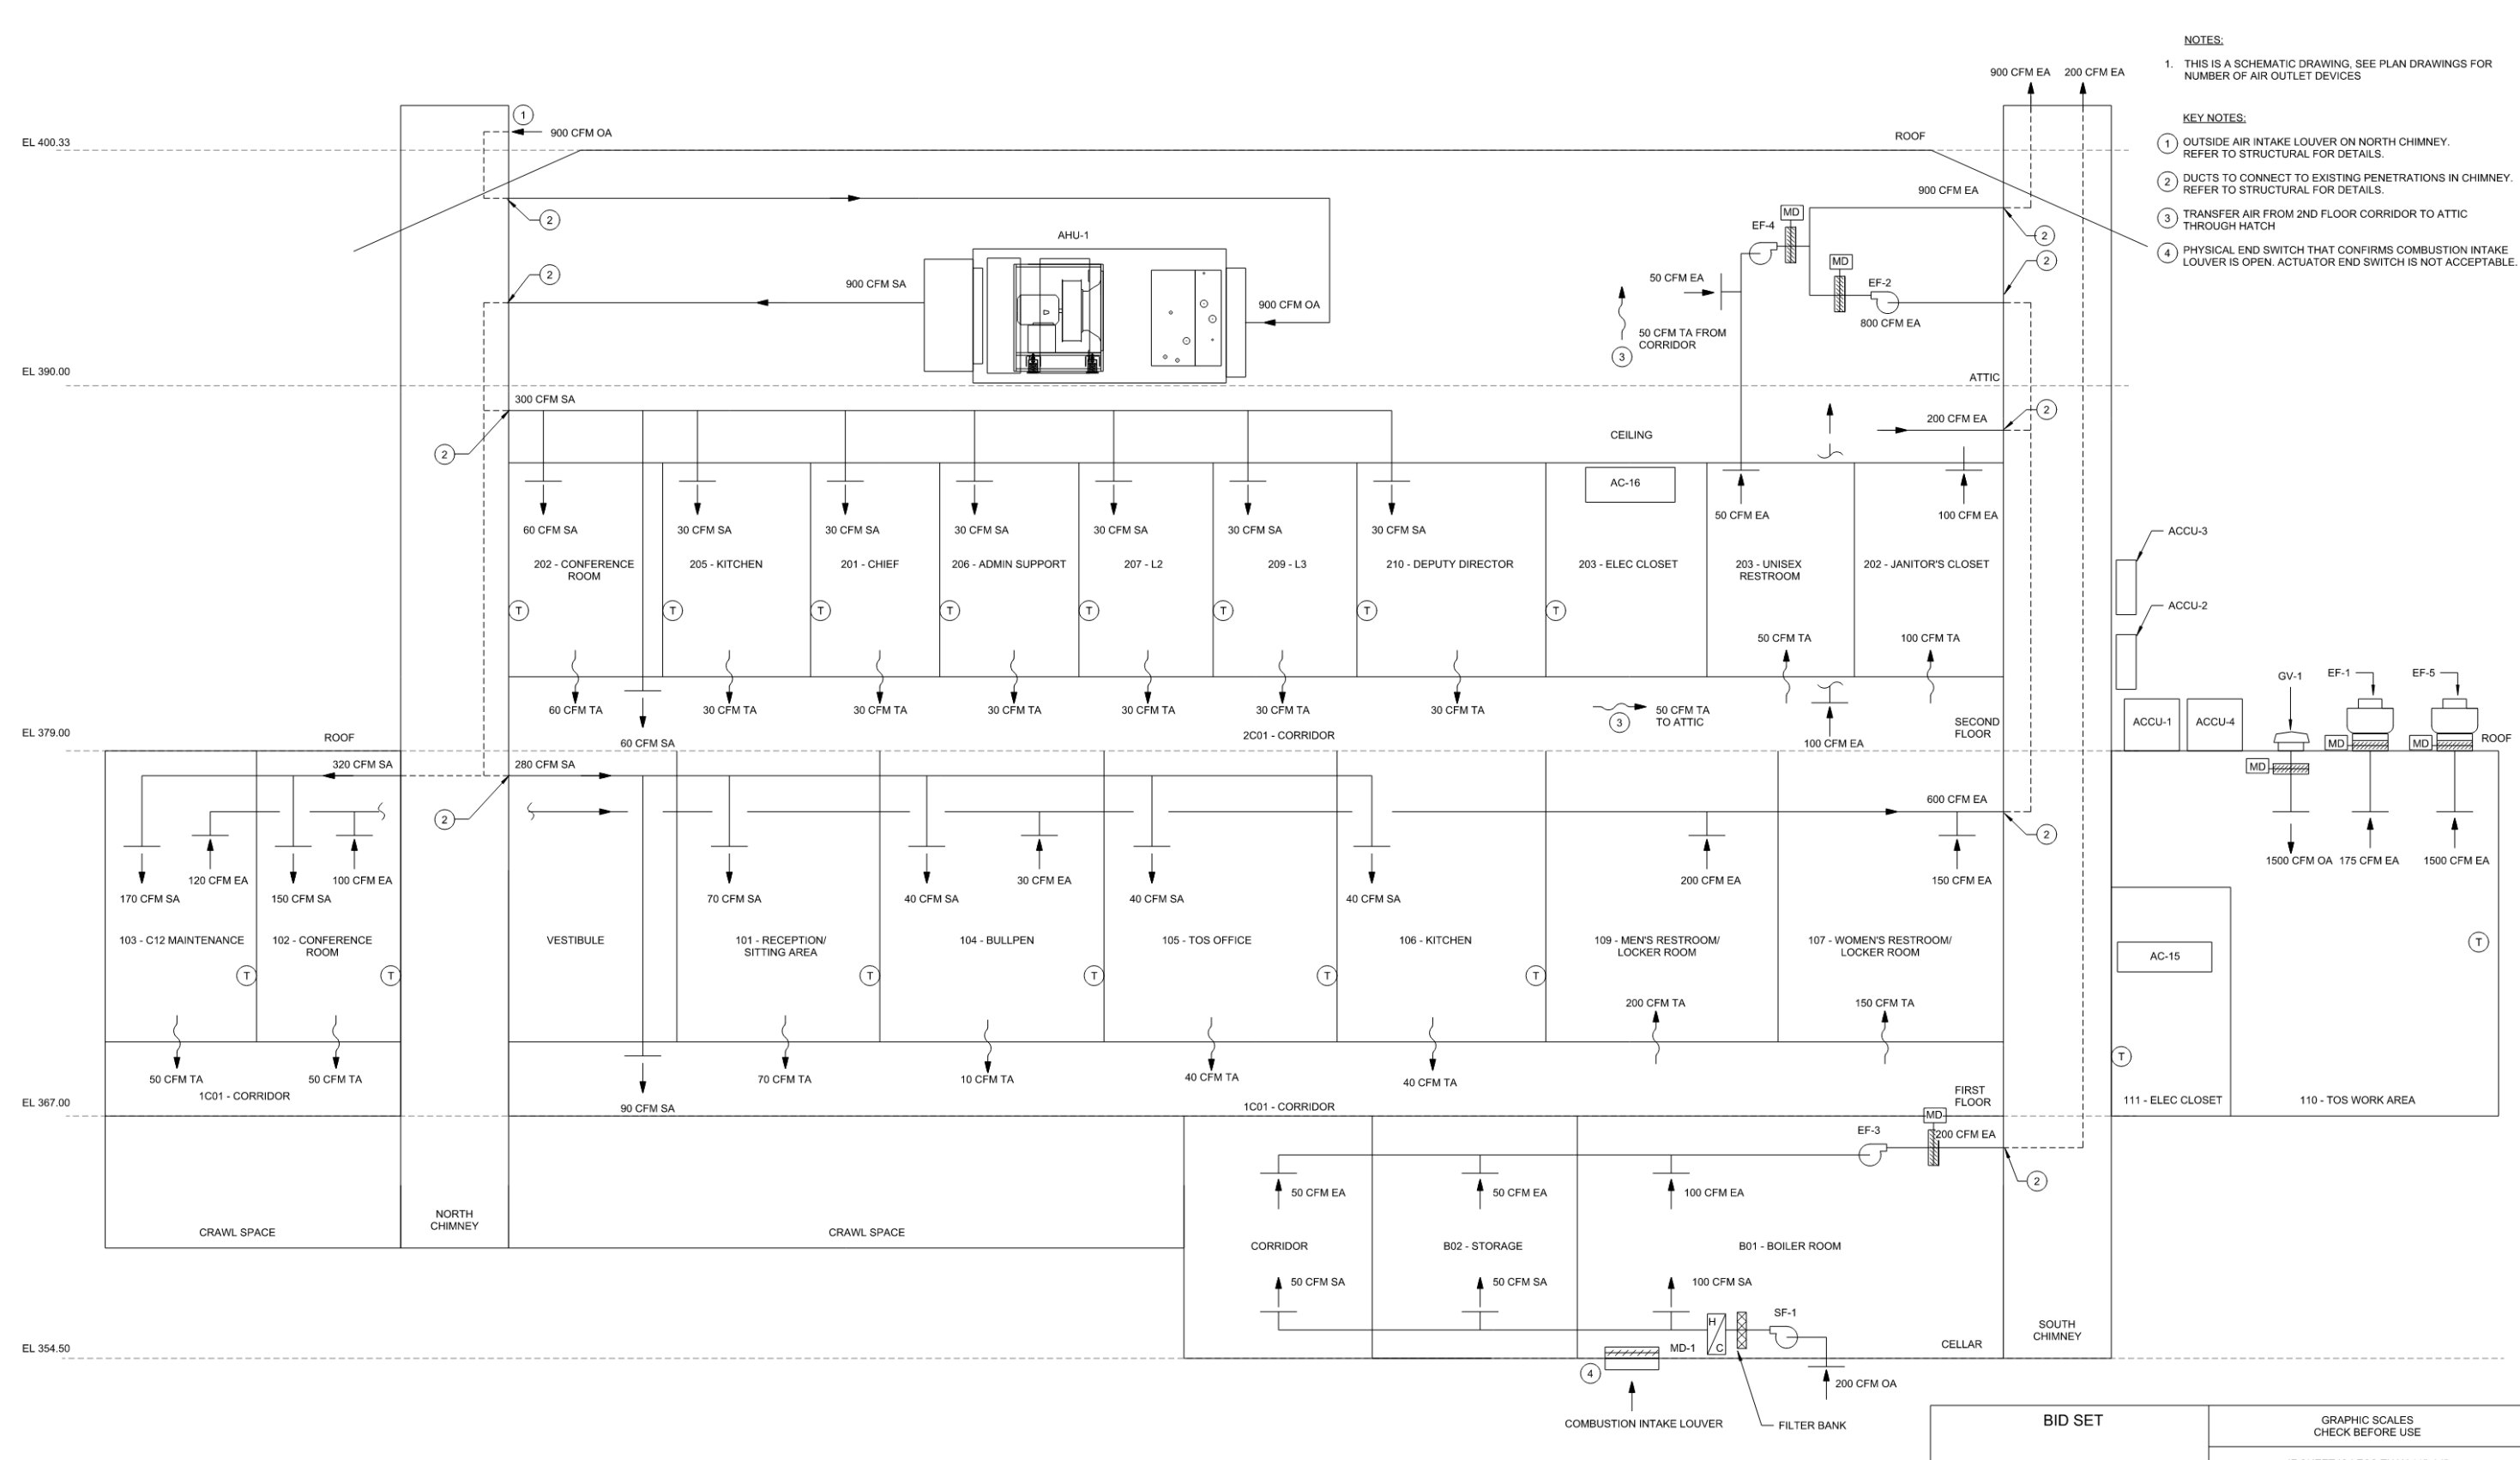 NOTES:
1. THIS IS A SCHEMATIC DRAWING, SEE PLAN DRAWINGS FOR
NUMBER OF AIR OUTLET DEVICES
KEY NOTES:
1 OUTSIDE AIR INTAKE LOUVER ON NORTH CHIMNEY.
REFER TO STRUCTURAL FOR DETAILS.
2 DUCTS TO CONNECT TO EXISTING PENETRATIONS IN CHIMNEY.
REFER TO STRUCTURAL FOR DETAILS.
3 TRANSFER AIR FROM 2ND FLOOR CORRIDOR TO ATTIC
THROUGH HATCH
4 PHYSICAL END SWITCH THAT CONFIRMS COMBUSTION INTAKE
LOUVER IS OPEN. ACTUATOR END SWITCH IS NOT ACCEPTABLE.
900 CFM EA 200 CFM EA
1
900 CFM OA
EL 400.33
ROOF
900 CFM EA
2
MD
EF-4
AHU-1
2
MD
2
50 CFM EA
EF-2
2
900 CFM SA
900 CFM OA
800 CFM EA
50 CFM TA FROM
CORRIDOR
3
EL 390.00
ATTIC
300 CFM SA
2
200 CFM EA
CEILING
2
AC-16
60 CFM SA
30 CFM SA
30 CFM SA
30 CFM SA
30 CFM SA
30 CFM SA
30 CFM SA
50 CFM EA
100 CFM EA
ACCU-3
202 - CONFERENCE
ROOM
205 - KITCHEN
201 - CHIEF
206 - ADMIN SUPPORT
207 - L2
209 - L3
210 - DEPUTY DIRECTOR
203 - ELEC CLOSET
203 - UNISEX
RESTROOM
202 - JANITOR'S CLOSET
ACCU-2
T
T
T
T
T
T
T
T
50 CFM TA
100 CFM TA
GV-1
EF-1
EF-5
60 CFM TA
30 CFM TA
30 CFM TA
30 CFM TA
30 CFM TA
30 CFM TA
30 CFM TA
3
50 CFM TA
TO ATTIC
SECOND
FLOOR
ACCU-1
ACCU-4
EL 379.00
ROOF
60 CFM SA
2C01 - CORRIDOR
100 CFM EA
MD
MD
ROOF
320 CFM SA
280 CFM SA
MD
600 CFM EA
2
2
120 CFM EA
100 CFM EA
30 CFM EA
200 CFM EA
150 CFM EA
1500 CFM OA
175 CFM EA
1500 CFM EA
170 CFM SA
150 CFM SA
70 CFM SA
40 CFM SA
40 CFM SA
40 CFM SA
103 - C12 MAINTENANCE
102 - CONFERENCE
ROOM
VESTIBULE
101 - RECEPTION/
SITTING AREA
104 - BULLPEN
105 - TOS OFFICE
106 - KITCHEN
109 - MEN'S RESTROOM/
LOCKER ROOM
107 - WOMEN'S RESTROOM/
LOCKER ROOM
AC-15
T
T
T
T
T
T
T
200 CFM TA
150 CFM TA
T
50 CFM TA
50 CFM TA
70 CFM TA
10 CFM TA
40 CFM TA
40 CFM TA
1C01 - CORRIDOR
FIRST
FLOOR
EL 367.00
90 CFM SA
1C01 - CORRIDOR
111 - ELEC CLOSET
110 - TOS WORK AREA
MD
EF-3
200 CFM EA
2
50 CFM EA
50 CFM EA
100 CFM EA
NORTH
CHIMNEY
CRAWL SPACE
CRAWL SPACE
CORRIDOR
B02 - STORAGE
B01 - BOILER ROOM
50 CFM SA
50 CFM SA
100 CFM SA
SF-1
H
C
SOUTH
CHIMNEY
EL 354.50
MD-1
CELLAR
4
200 CFM OA
COMBUSTION INTAKE LOUVER
FILTER BANK
BID SET
GRAPHIC SCALES
CHECK BEFORE USE